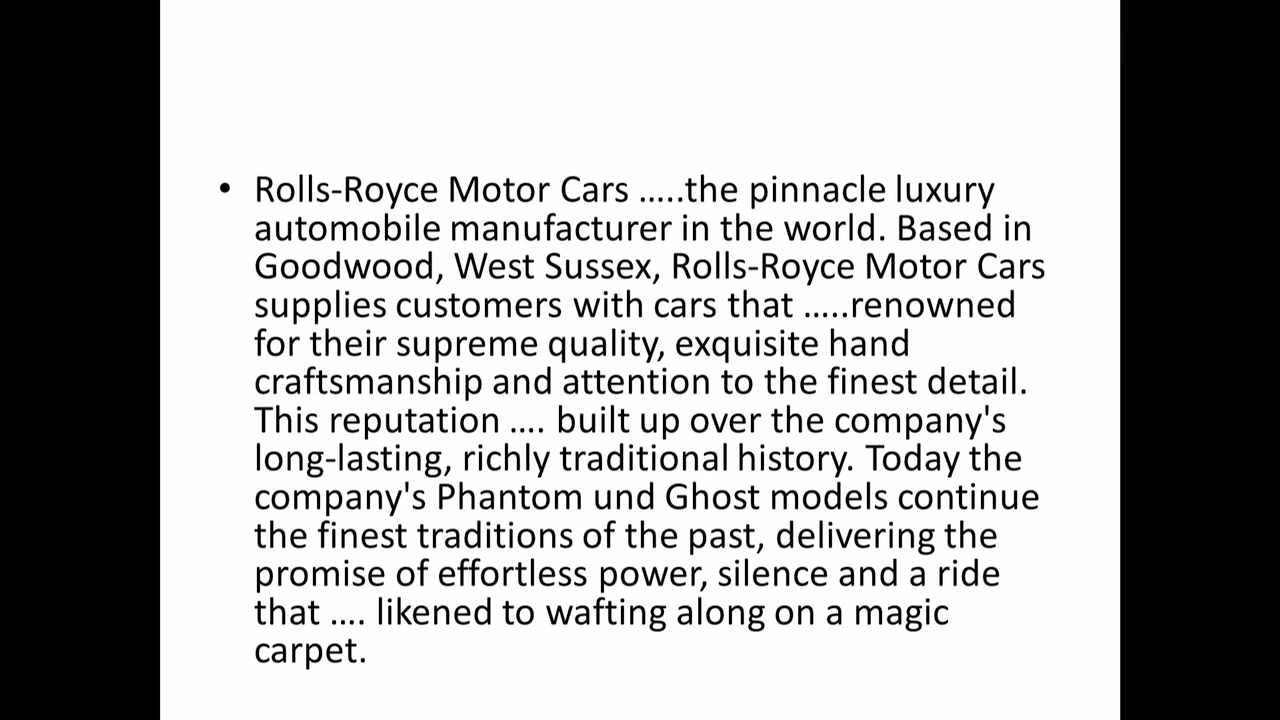 • Rolls-Royce Motor Cars …..the pinnacle luxury
automobile manufacturer in the world. Based in
Goodwood, West Sussex, Rolls-Royce Motor Cars
supplies customers with cars that …..renowned
for their supreme quality, exquisite hand
craftsmanship and attention to the finest detail.
This reputation …. built up over the company's
long-lasting, richly traditional history. Today the
company's Phantom und Ghost models continue
the finest traditions of the past, delivering the
promise of effortless power, silence and a ride
that …. likened to wafting along on a magic
carpet.